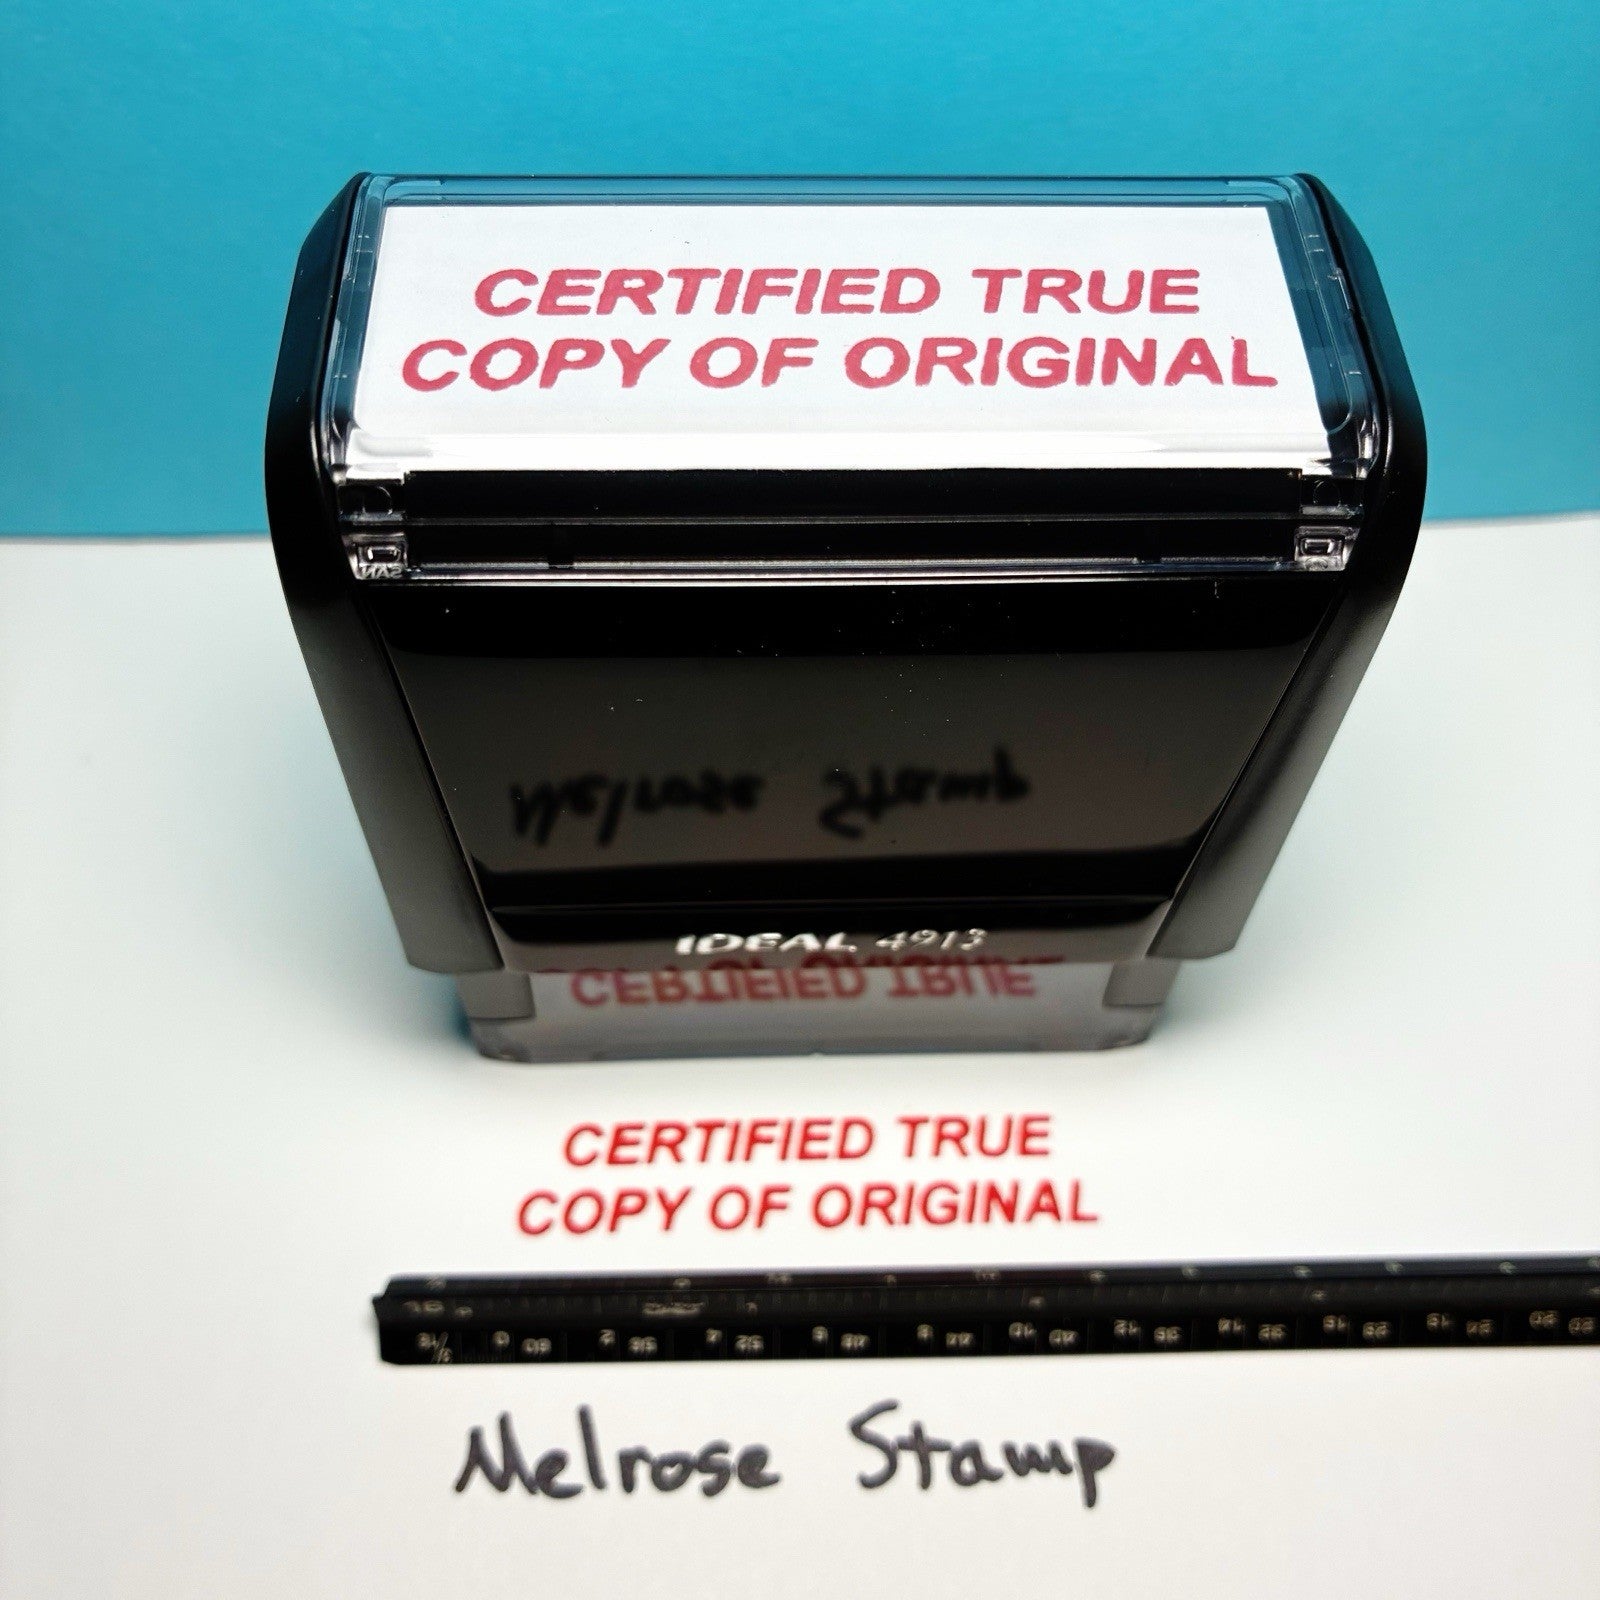 CERTIFIED TRUE
COPY OF ORIGINAL
IDEAL 4913
CERTIFIED TRUE
COPY OF ORIGINAL
Melrose Stamp